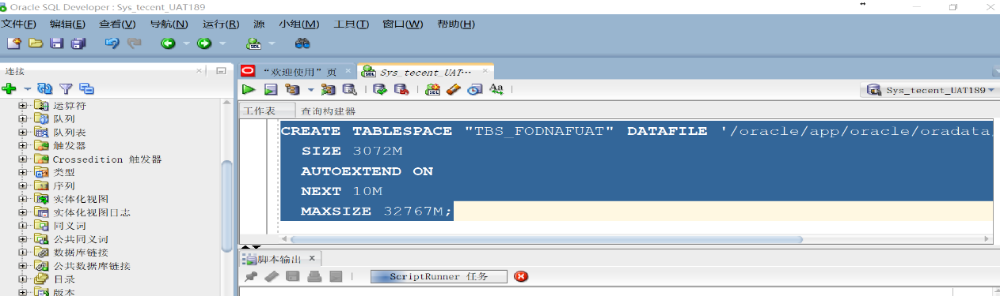 Oracle SQL Developer : Sys_tecent_UAT189
文件(F) 编辑(E) 查看(V) 导航(N) 运行(R) 源 小组(M) 工具(T) 窗口(W) 帮助(H)
连接
“欢迎使用”页
Sys_tecent_UAT…
Sys_tecent_UAT189
工作表 查询构建器
运算符
队列
队列表
触发器
Crossedition 触发器
类型
序列
实体化视图
实体化视图日志
同义词
公共同义词
数据库链接
公共数据库链接
目录
版本
CREATE TABLESPACE "TBS_FODNAFUAT" DATAFILE '/oracle/app/oracle/oradata/
SIZE 3072M
AUTOEXTEND ON
NEXT 10M
MAXSIZE 32767M;
脚本输出
ScriptRunner 任务